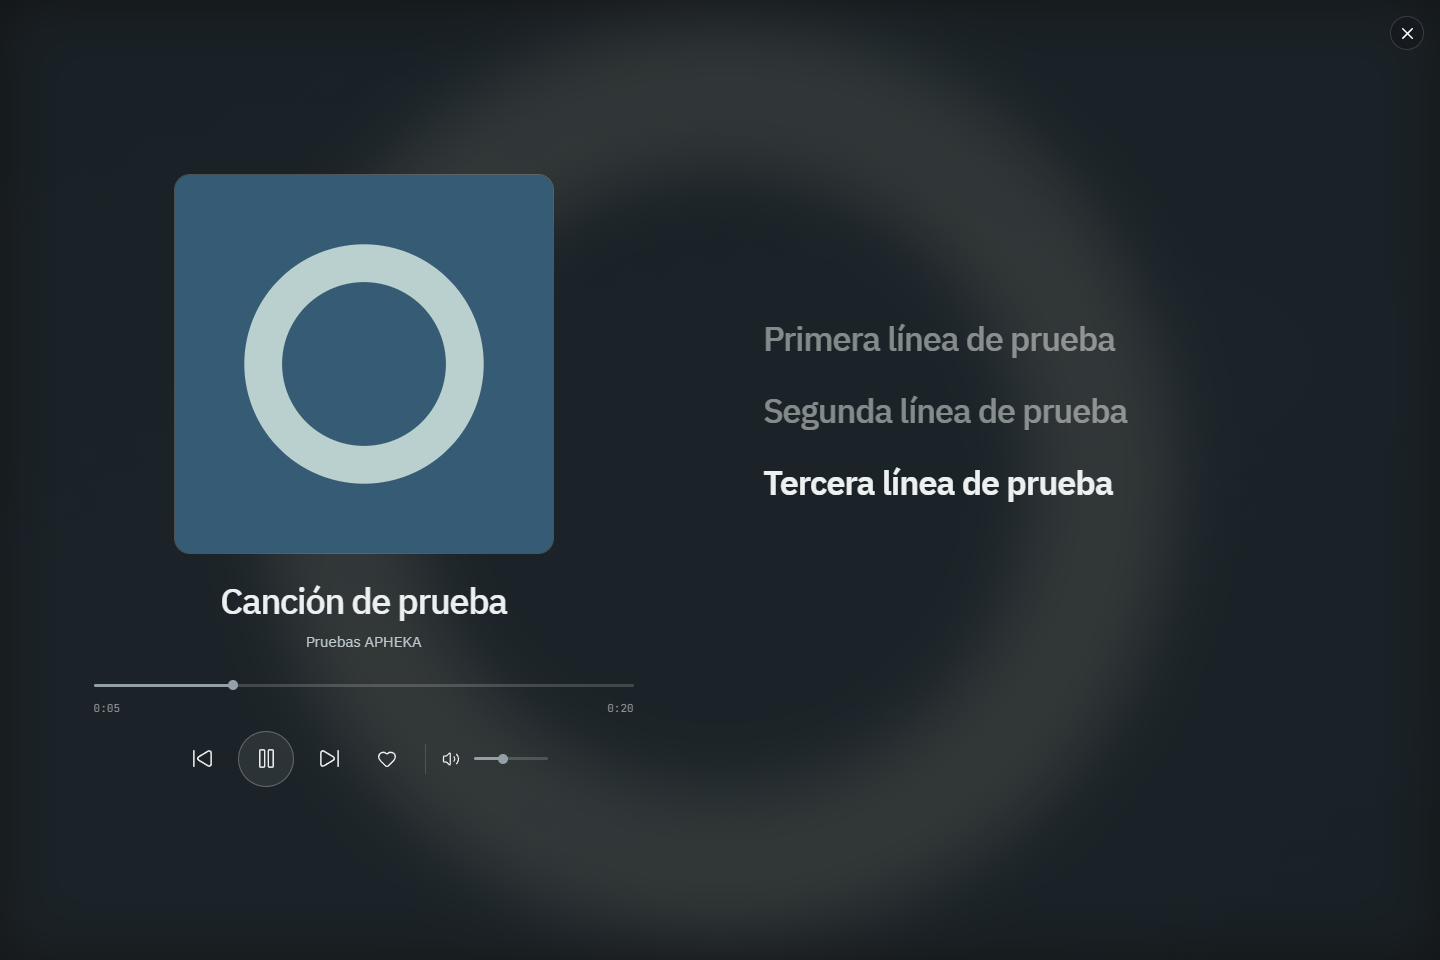 Primera línea de prueba
Segunda línea de prueba
Tercera línea de prueba
Canción de prueba
Pruebas APHEKA
0:05
0:20